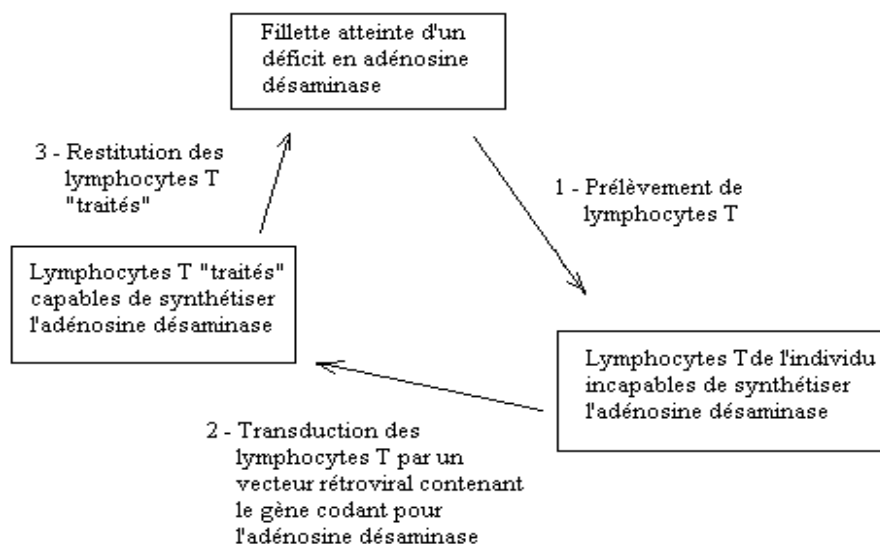 Fillette atteinte d'un
déficit en adénosine
désaminase
3 - Restitution des
lymphocytes T
"traités"
1 - Prélèvement de
lymphocytes T
Lymphocytes T "traités"
capables de synthétiser
l'adénosine désaminase
Lymphocytes T de l'individu
incapables de synthétiser
l'adénosine désaminase
2 - Transduction des
lymphocytes T par un
vecteur rétroviral contenant
le gène codant pour
l'adénosine désaminase